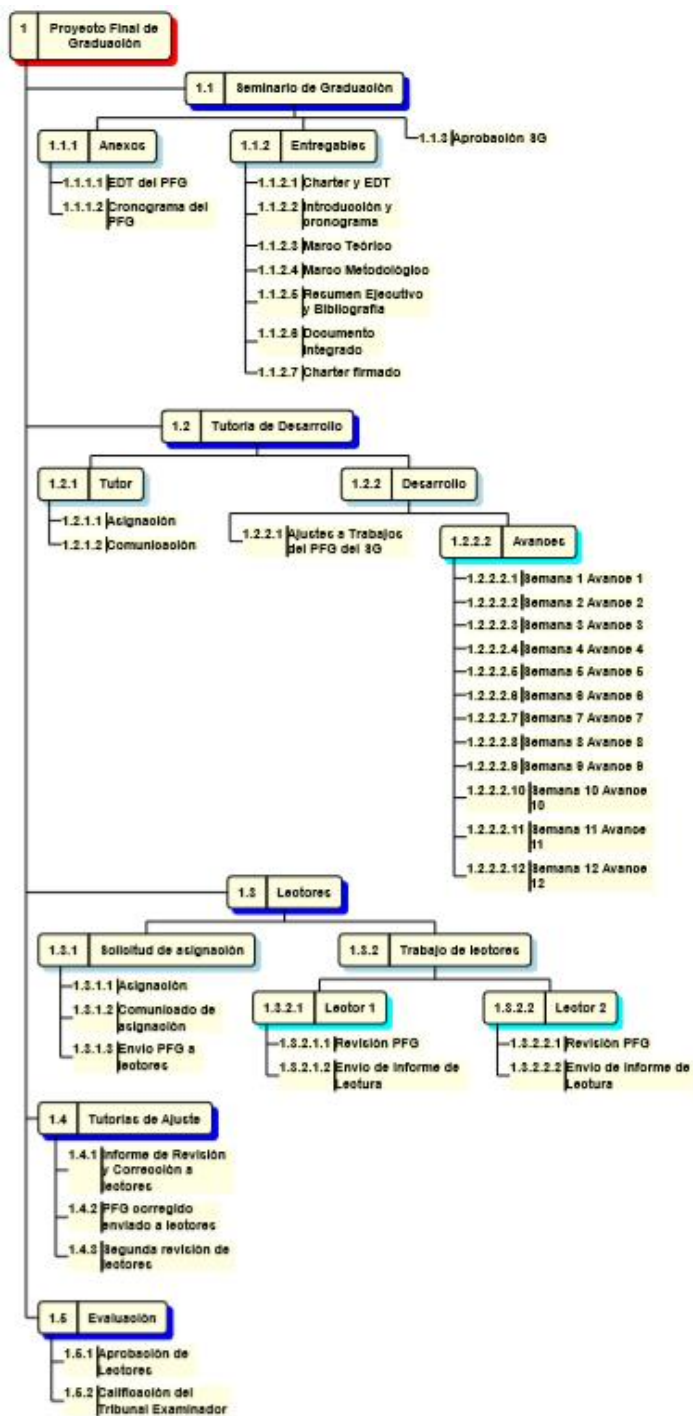 1 Proyecto Final de
Graduación
1.1 Seminario de Graduación
1.1.1 Anexos
1.1.2 Entregables
1.1.3 Aprobación SG
1.1.1.1 EDT del PFG
1.1.1.2 Cronograma del
PFG
1.1.2.1 Charter y EDT
1.1.2.2 Introducción y
cronograma
1.1.2.3 Marco Teórico
1.1.2.4 Marco Metodológico
1.1.2.5 Resumen Ejecutivo
y Bibliografía
1.1.2.6 Documento
Integrado
1.1.2.7 Charter firmado
1.2 Tutoría de Desarrollo
1.2.1 Tutor
1.2.2 Desarrollo
1.2.1.1 Asignación
1.2.1.2 Comunicación
1.2.2.1 Ajustes a Trabajos
del PFG del SG
1.2.2.2 Avances
1.2.2.2.1 Semana 1 Avance 1
1.2.2.2.2 Semana 2 Avance 2
1.2.2.2.3 Semana 3 Avance 3
1.2.2.2.4 Semana 4 Avance 4
1.2.2.2.5 Semana 5 Avance 5
1.2.2.2.6 Semana 6 Avance 6
1.2.2.2.7 Semana 7 Avance 7
1.2.2.2.8 Semana 8 Avance 8
1.2.2.2.9 Semana 9 Avance 9
1.2.2.2.10 Semana 10 Avance
10
1.2.2.2.11 Semana 11 Avance
11
1.2.2.2.12 Semana 12 Avance
12
1.3 Lectores
1.3.1 Solicitud de asignación
1.3.2 Trabajo de lectores
1.3.1.1 Asignación
1.3.1.2 Comunicado de
asignación
1.3.1.3 Envío PFG a
lectores
1.3.2.1 Lector 1
1.3.2.1.1 Revisión PFG
1.3.2.1.2 Envío de Informe de
Lectura
1.3.2.2 Lector 2
1.3.2.2.1 Revisión PFG
1.3.2.2.2 Envío de Informe de
Lectura
1.4 Tutorías de Ajuste
1.4.1 Informe de Revisión
y Corrección a
lectores
1.4.2 PFG corregido
enviado a lectores
1.4.3 Segunda revisión de
lectores
1.5 Evaluación
1.5.1 Aprobación de
Lectores
1.5.2 Calificación del
Tribunal Examinador